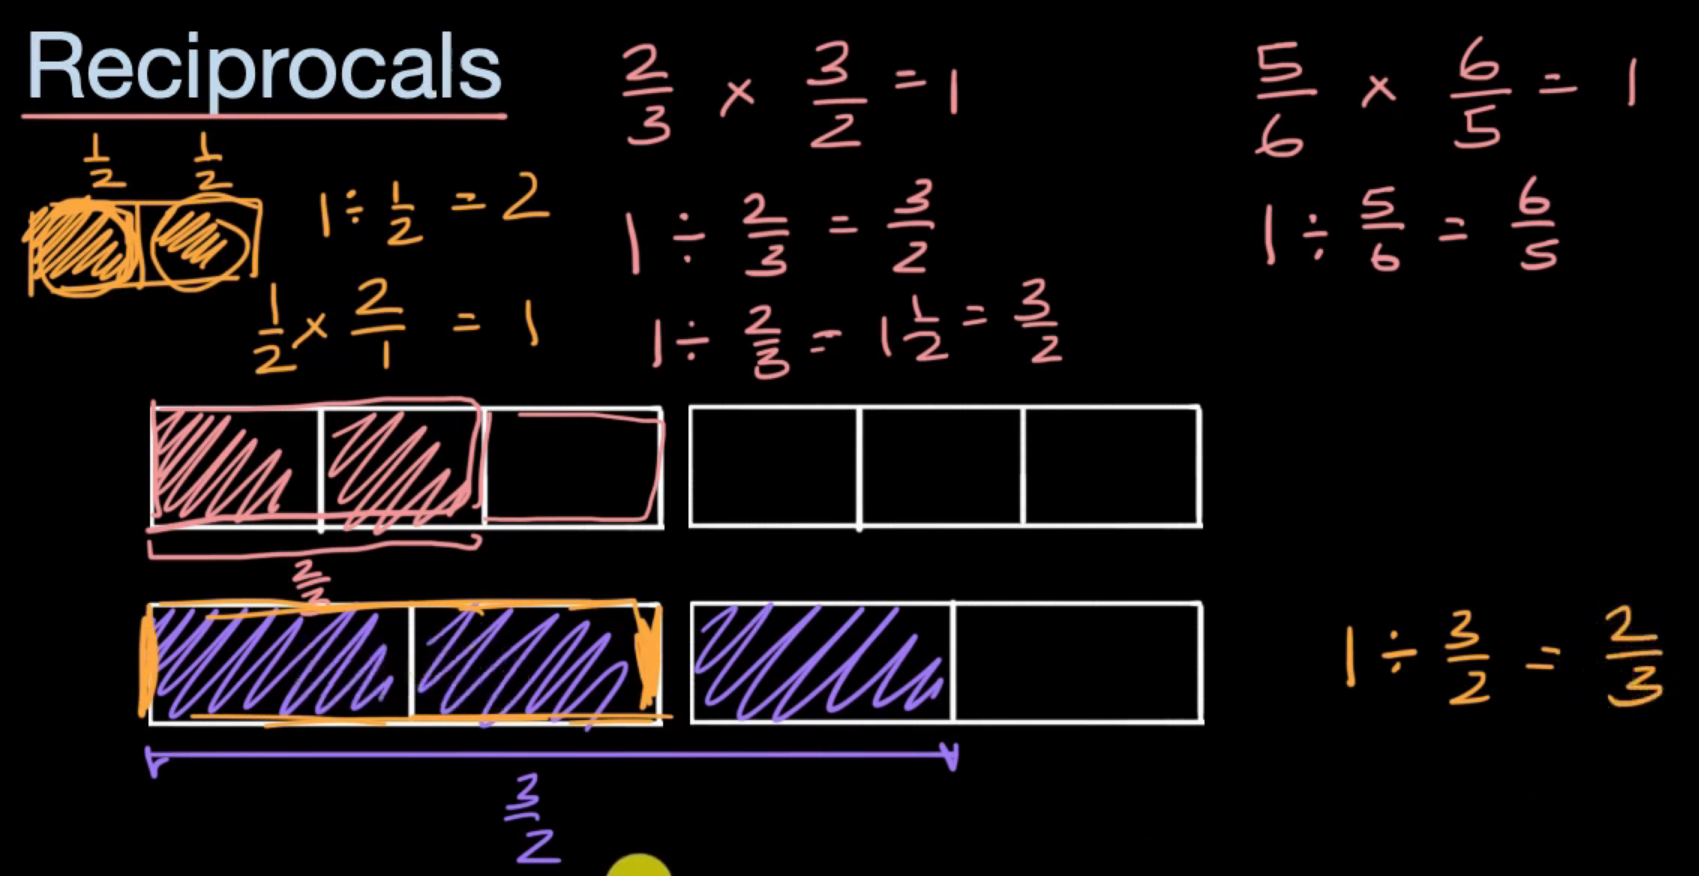 Reciprocals
1/2 1/2
1 ÷ 1/2 = 2
1/2 × 2/1 = 1
2/3 × 3/2 = 1
1 ÷ 2/3 = 3/2
1 ÷ 2/3 = 1 1/2 = 3/2
5/6 × 6/5 = 1
1 ÷ 5/6 = 6/5
2/3
3/2
1 ÷ 3/2 = 2/3